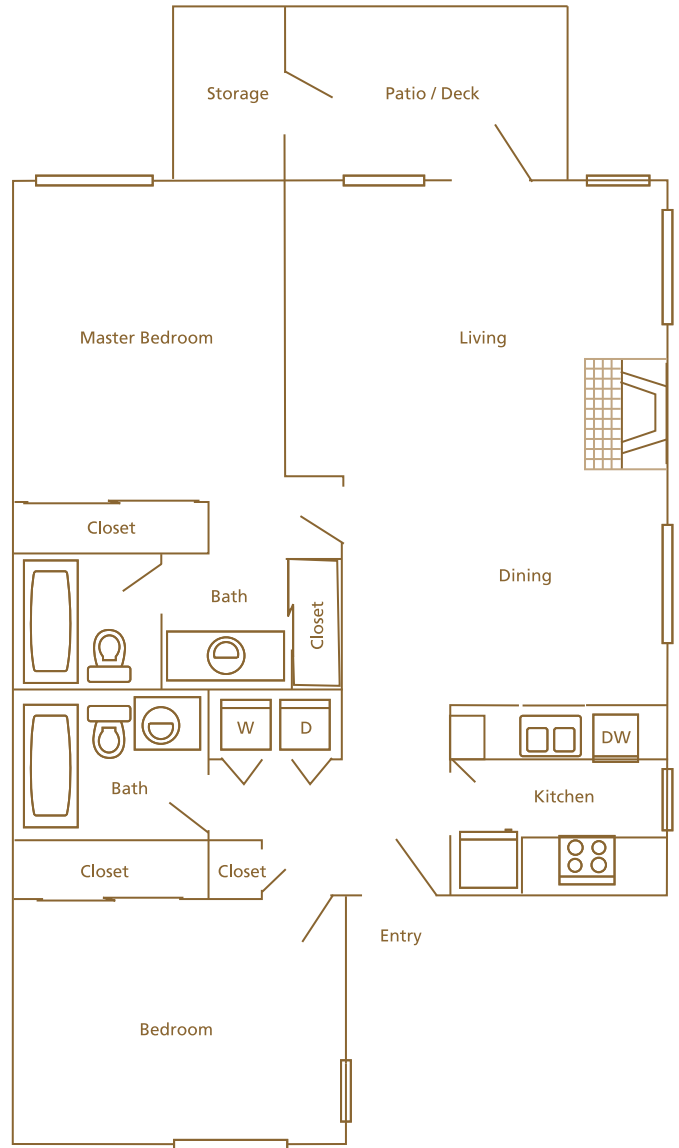 Storage
Patio / Deck
Master Bedroom
Living
Closet
Dining
Bath
Closet
W
D
DW
Bath
Kitchen
Closet
Closet
Entry
Bedroom